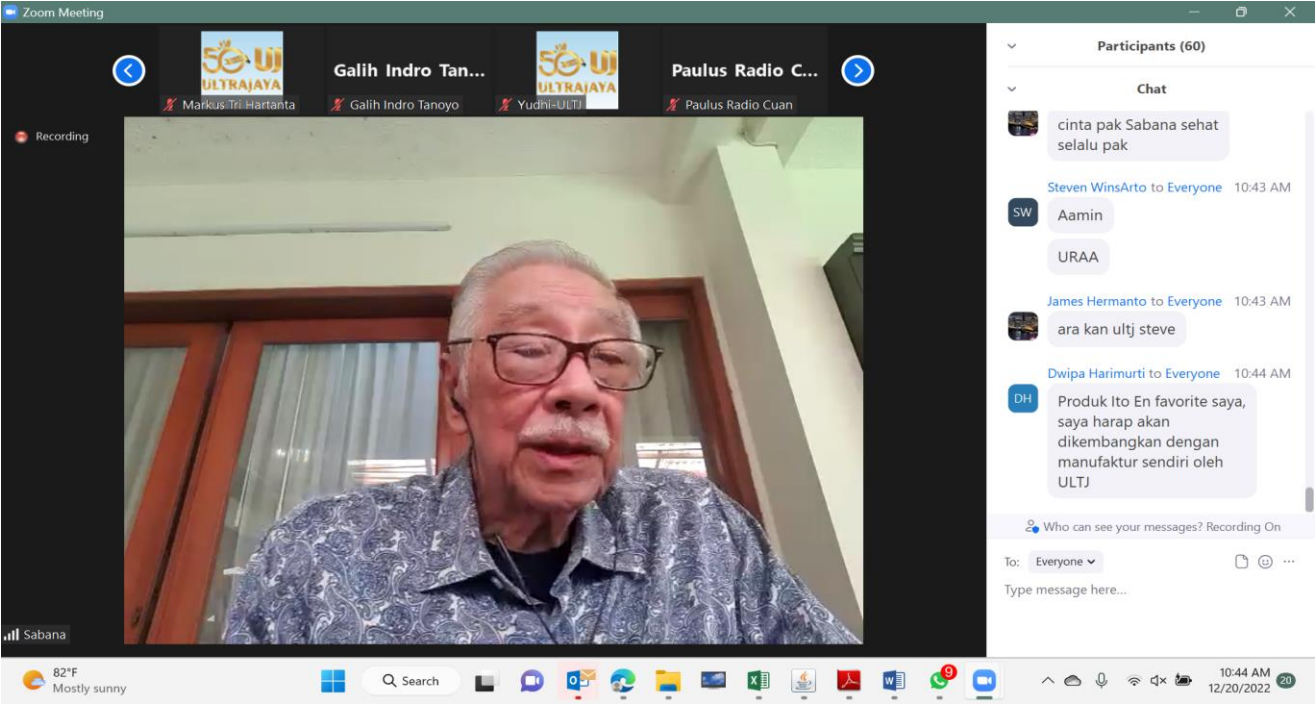 Zoom Meeting
50 UJ
ULTRAJAYA
Markus Tri Hartanta
Galih Indro Tan...
Galih Indro Tanoyo
50 UJ
ULTRAJAYA
Yudhi-ULTJ
Paulus Radio C...
Paulus Radio Cuan
Recording
Sabana
Participants (60)
Chat
cinta pak Sabana sehat
selalu pak
Steven WinsArto to Everyone 10:43 AM
SW
Aamin
URAA
James Hermanto to Everyone 10:43 AM
ara kan ultj steve
Dwipa Harimurti to Everyone 10:44 AM
DH
Produk Ito En favorite saya,
saya harap akan
dikembangkan dengan
manufaktur sendiri oleh
ULTJ
Who can see your messages? Recording On
To: Everyone
Type message here...
82°F
Mostly sunny
Search
9
10:44 AM
12/20/2022
20